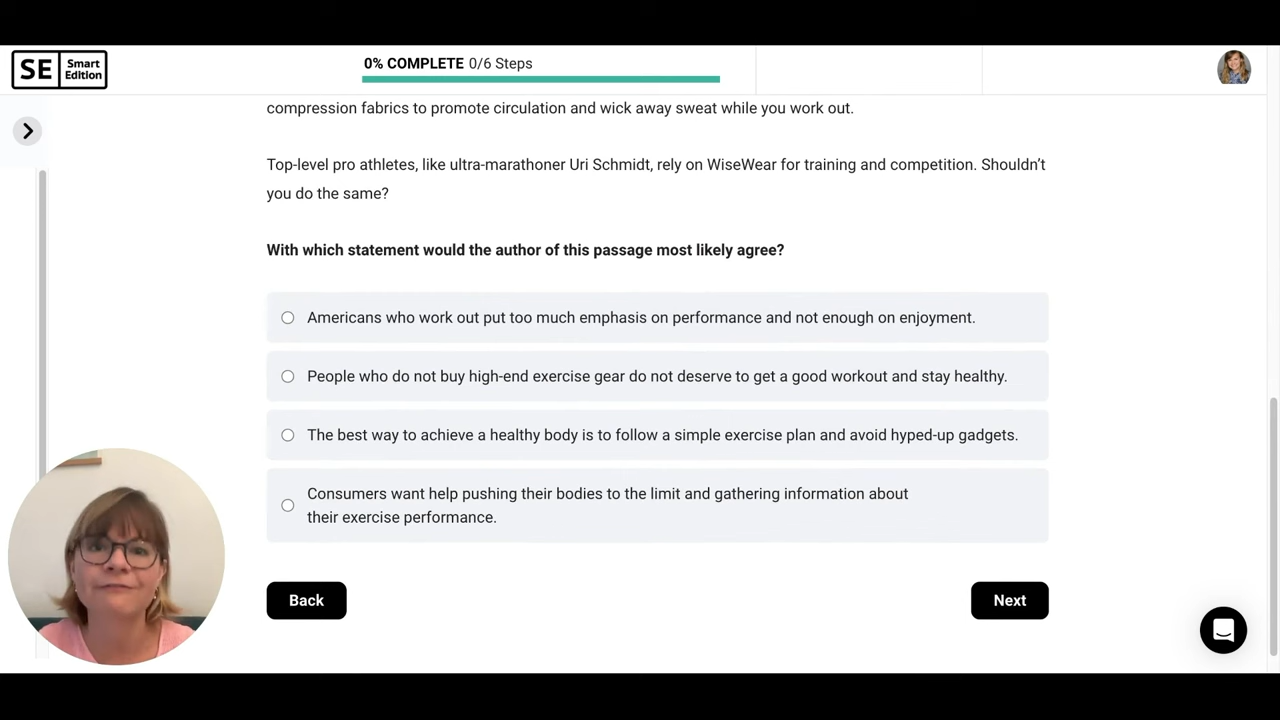 SE Smart
Edition
0% COMPLETE 0/6 Steps
compression fabrics to promote circulation and wick away sweat while you work out.
Top-level pro athletes, like ultra-marathoner Uri Schmidt, rely on WiseWear for training and competition. Shouldn’t
you do the same?
With which statement would the author of this passage most likely agree?
Americans who work out put too much emphasis on performance and not enough on enjoyment.
People who do not buy high-end exercise gear do not deserve to get a good workout and stay healthy.
The best way to achieve a healthy body is to follow a simple exercise plan and avoid hyped-up gadgets.
Consumers want help pushing their bodies to the limit and gathering information about
their exercise performance.
Back Next